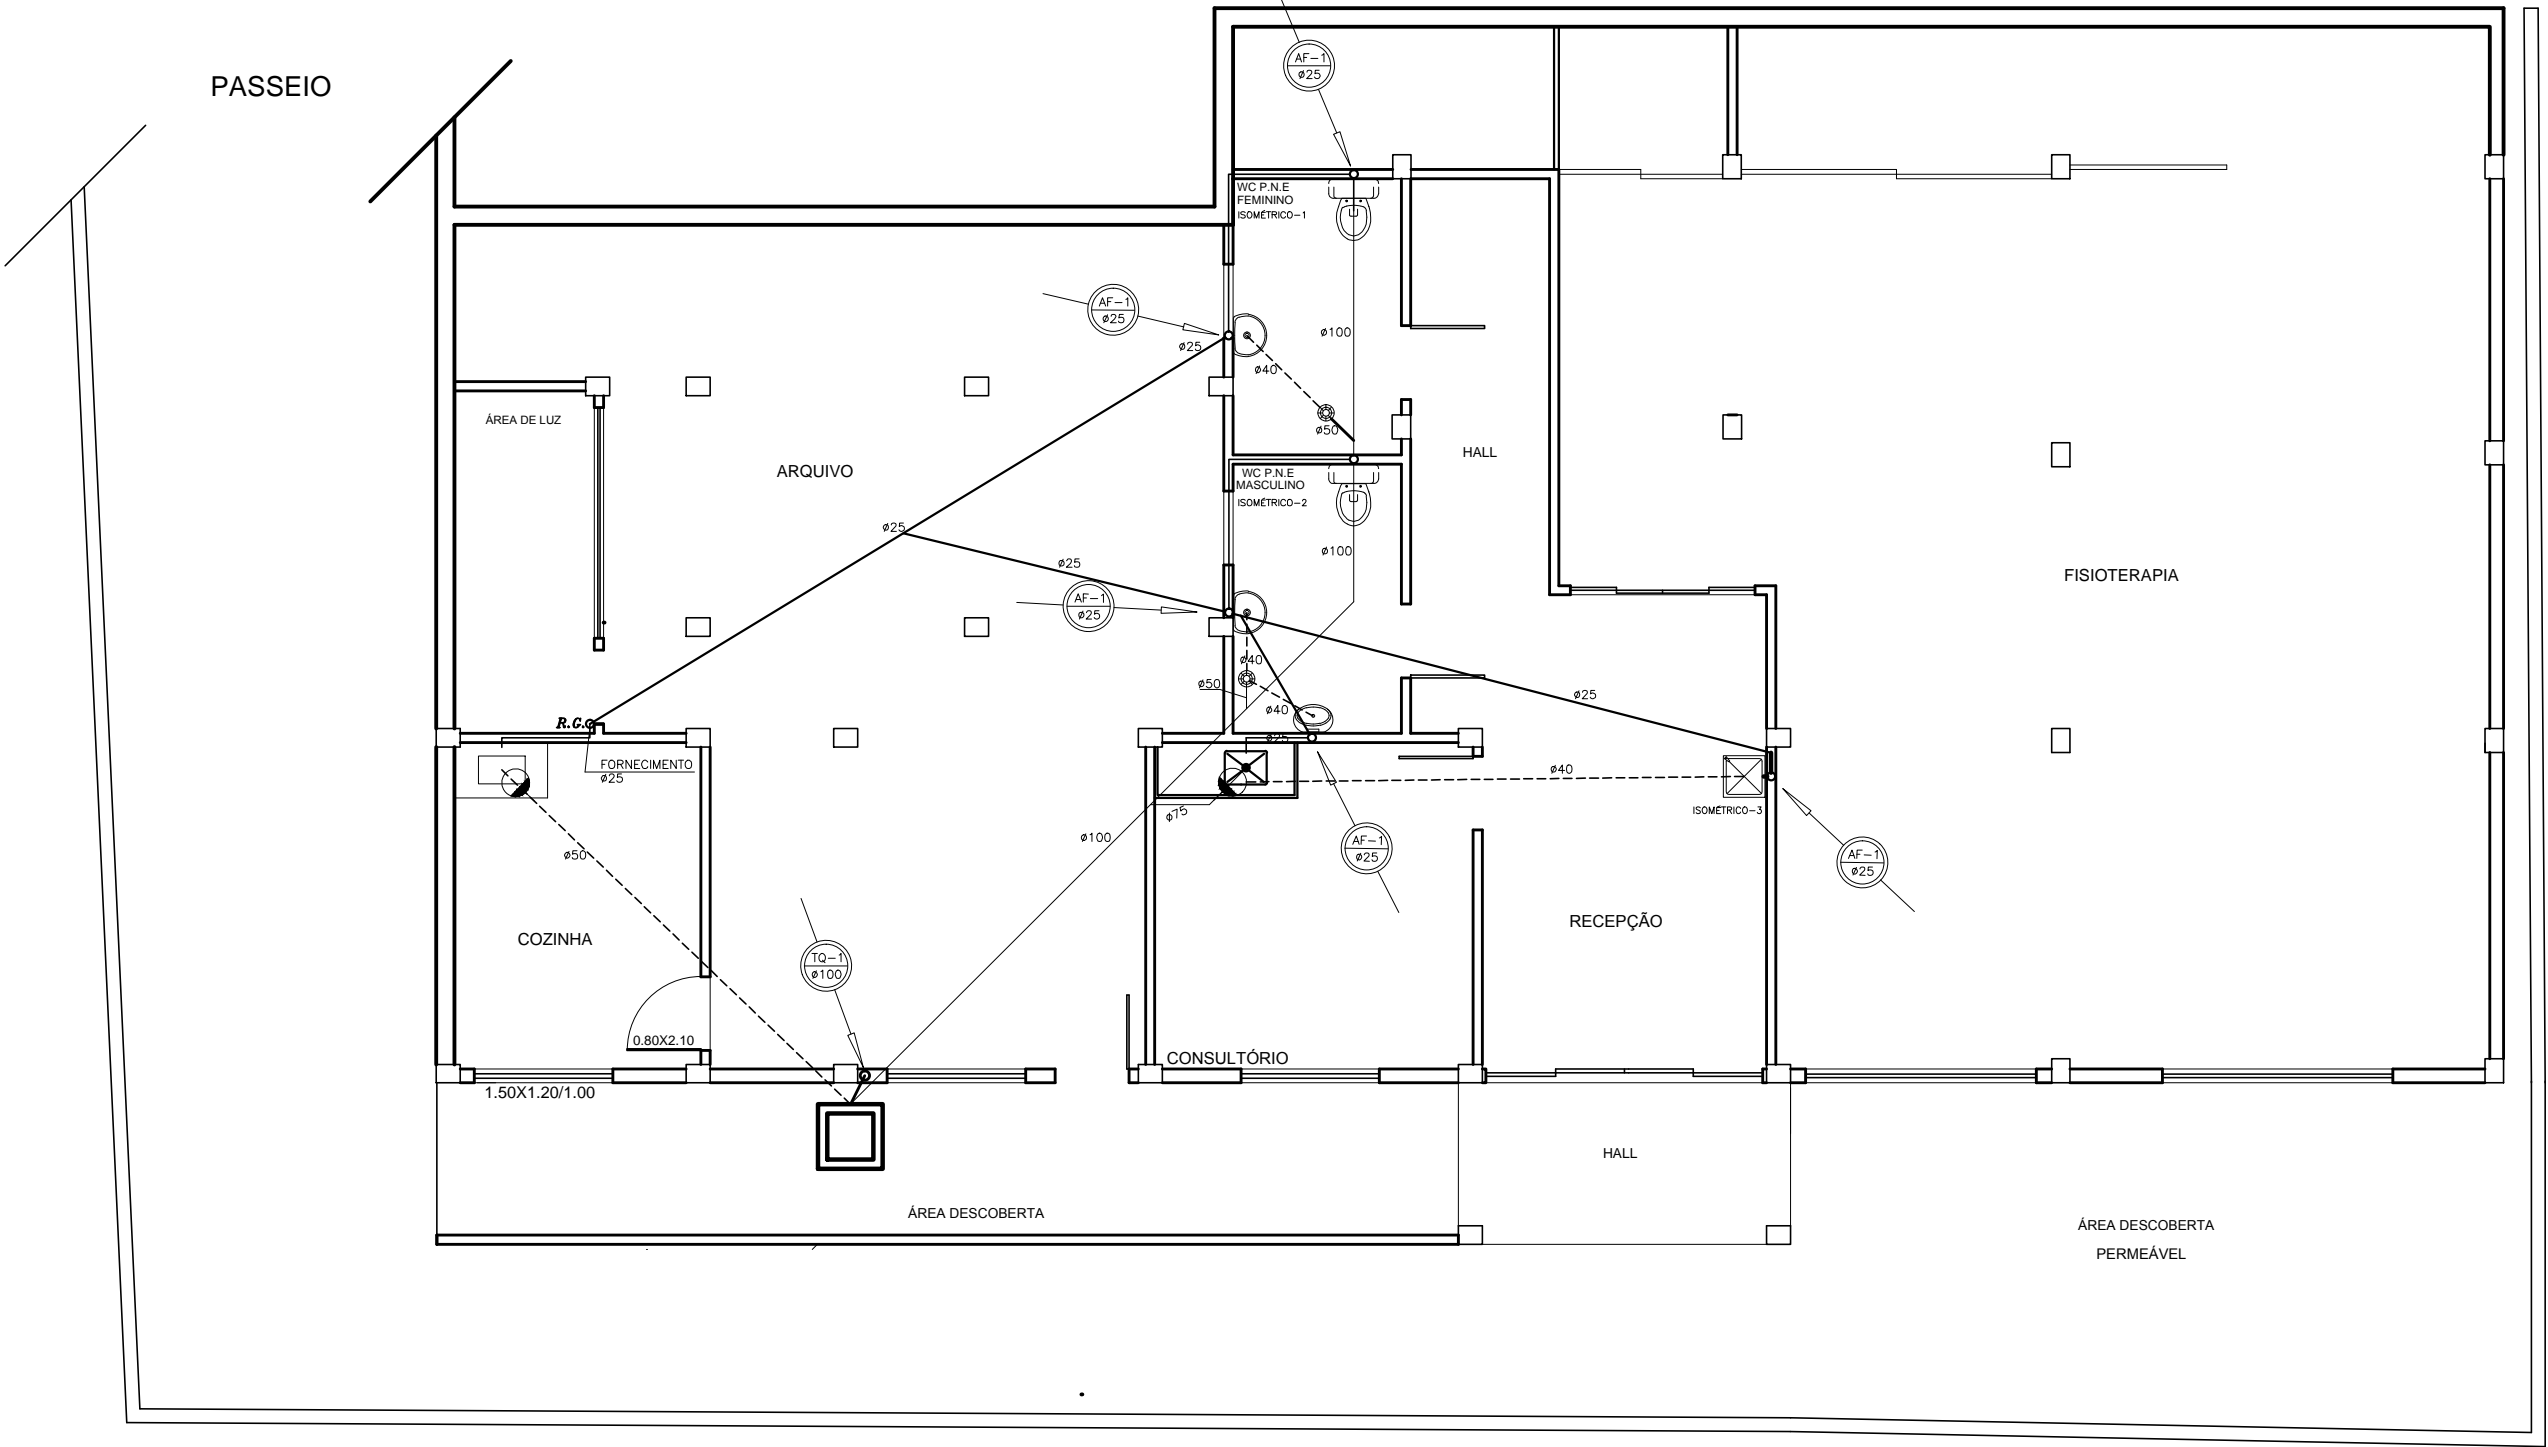 AF-1
ø25
PASSEIO
WC P.N.E
FEMININO
ISOMÉTRICO-1
AF-1
ø25
ø25
ø100
ø40
ÁREA DE LUZ
ø50
HALL
ARQUIVO
WC P.N.E
MASCULINO
ISOMÉTRICO-2
ø25
ø100
ø25
FISIOTERAPIA
AF-1
ø25
ø40
ø50
ø25
ø40
R.G.
ø25
FORNECIMENTO
ø25
ø40
ISOMÉTRICO-3
ø75
ø100
AF-1
ø25
ø50
AF-1
ø25
RECEPÇÃO
COZINHA
TQ-1
ø100
0.80X2.10
CONSULTÓRIO
1.50X1.20/1.00
HALL
ÁREA DESCOBERTA
ÁREA DESCOBERTA
PERMEÁVEL